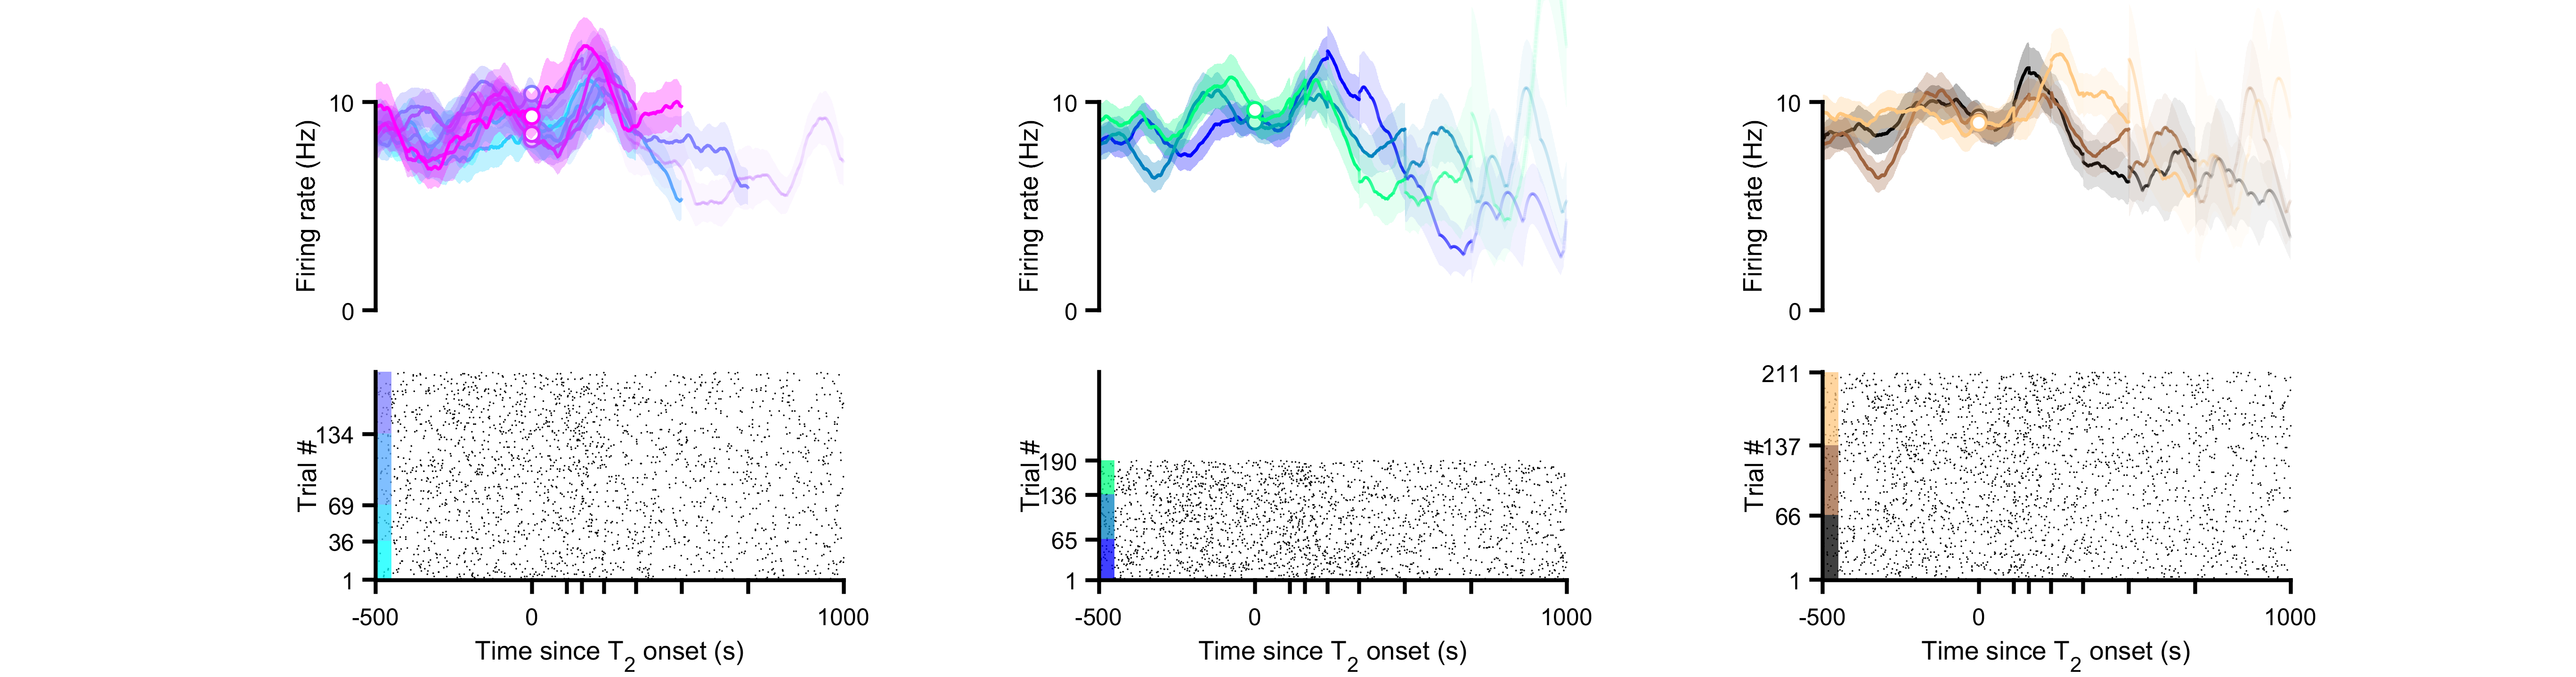 10
Firing rate (Hz)
0
134
Trial #
69
36
1
-500 0 1000
Time since T2 onset (s)
10
Firing rate (Hz)
0
190
Trial #
136
65
1
-500 0 1000
Time since T2 onset (s)
10
Firing rate (Hz)
0
211
137
Trial #
66
1
-500 0 1000
Time since T2 onset (s)